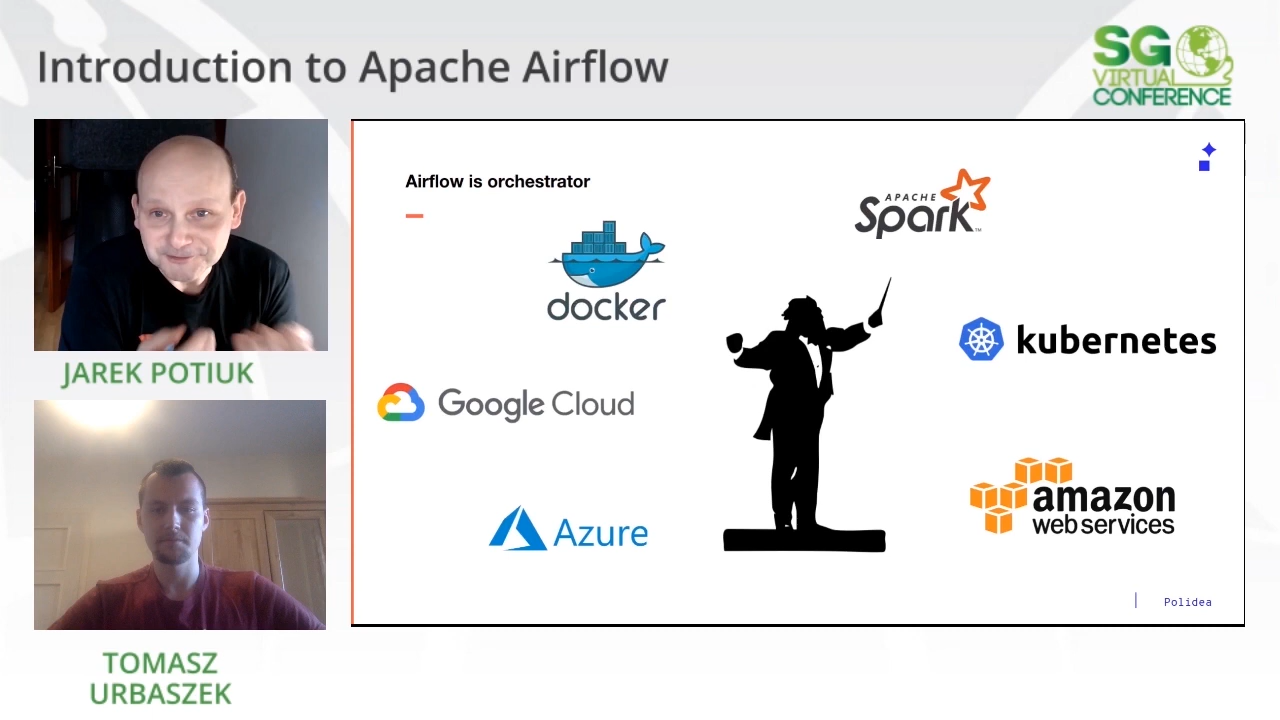 Introduction to Apache Airflow
SG
VIRTUAL
CONFERENCE
JAREK POTIUK
TOMASZ
URBASZEK
Airflow is orchestrator
APACHE
Spark™
docker
kubernetes
Google Cloud
amazon
web services
Azure
Polidea